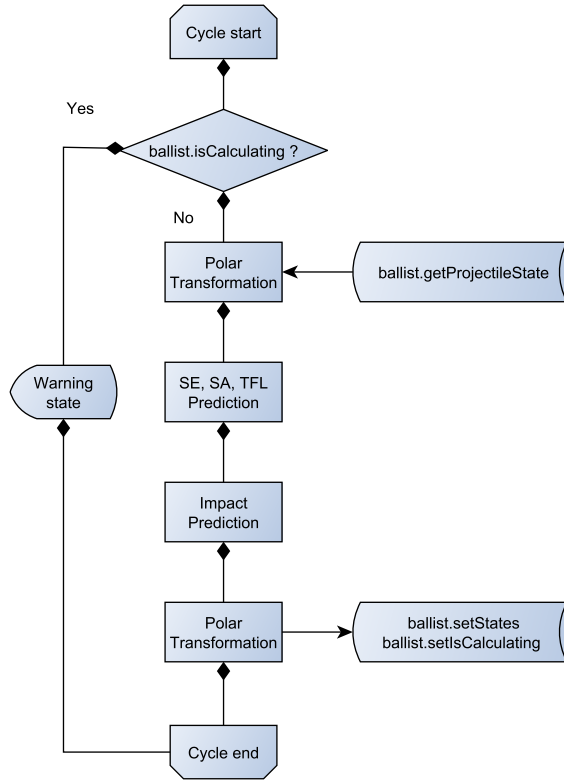 Cycle start
Yes
ballist.isCalculating ?
No
Polar
Transformation
ballist.getProjectileState
SE, SA, TFL
Prediction
Warning
state
Impact
Prediction
Polar
Transformation
ballist.setStates
ballist.setIsCalculating
Cycle end